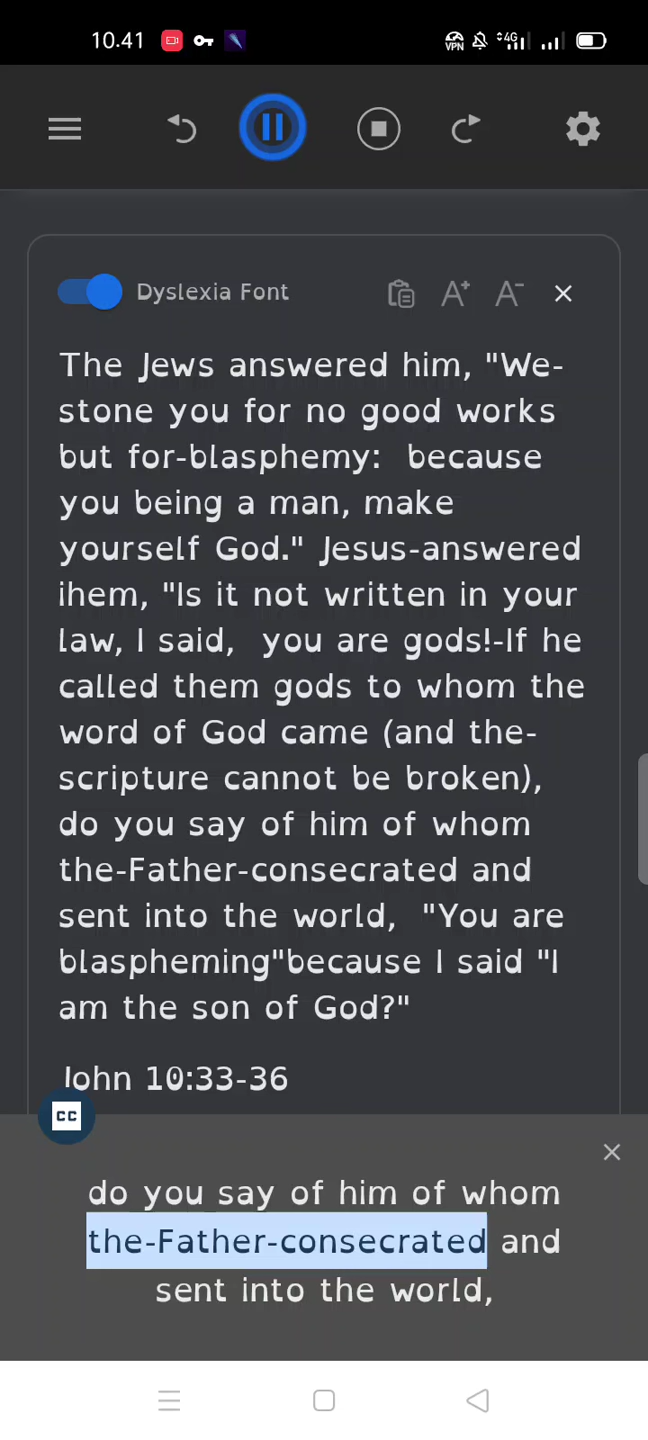 10.41
VPN
4G
Dyslexia Font
A+
A-
The Jews answered him, "We-
stone you for no good works
but for-blasphemy:  because
you being a man, make
yourself God." Jesus-answered
ihem, "Is it not written in your
law, I said,  you are gods!-If he
called them gods to whom the
word of God came (and the-
scripture cannot be broken),
do you say of him of whom
the-Father-consecrated and
sent into the world,  "You are
blaspheming"because I said "I
am the son of God?"
John 10:33-36
CC
do you say of him of whom
the-Father-consecrated and
sent into the world,